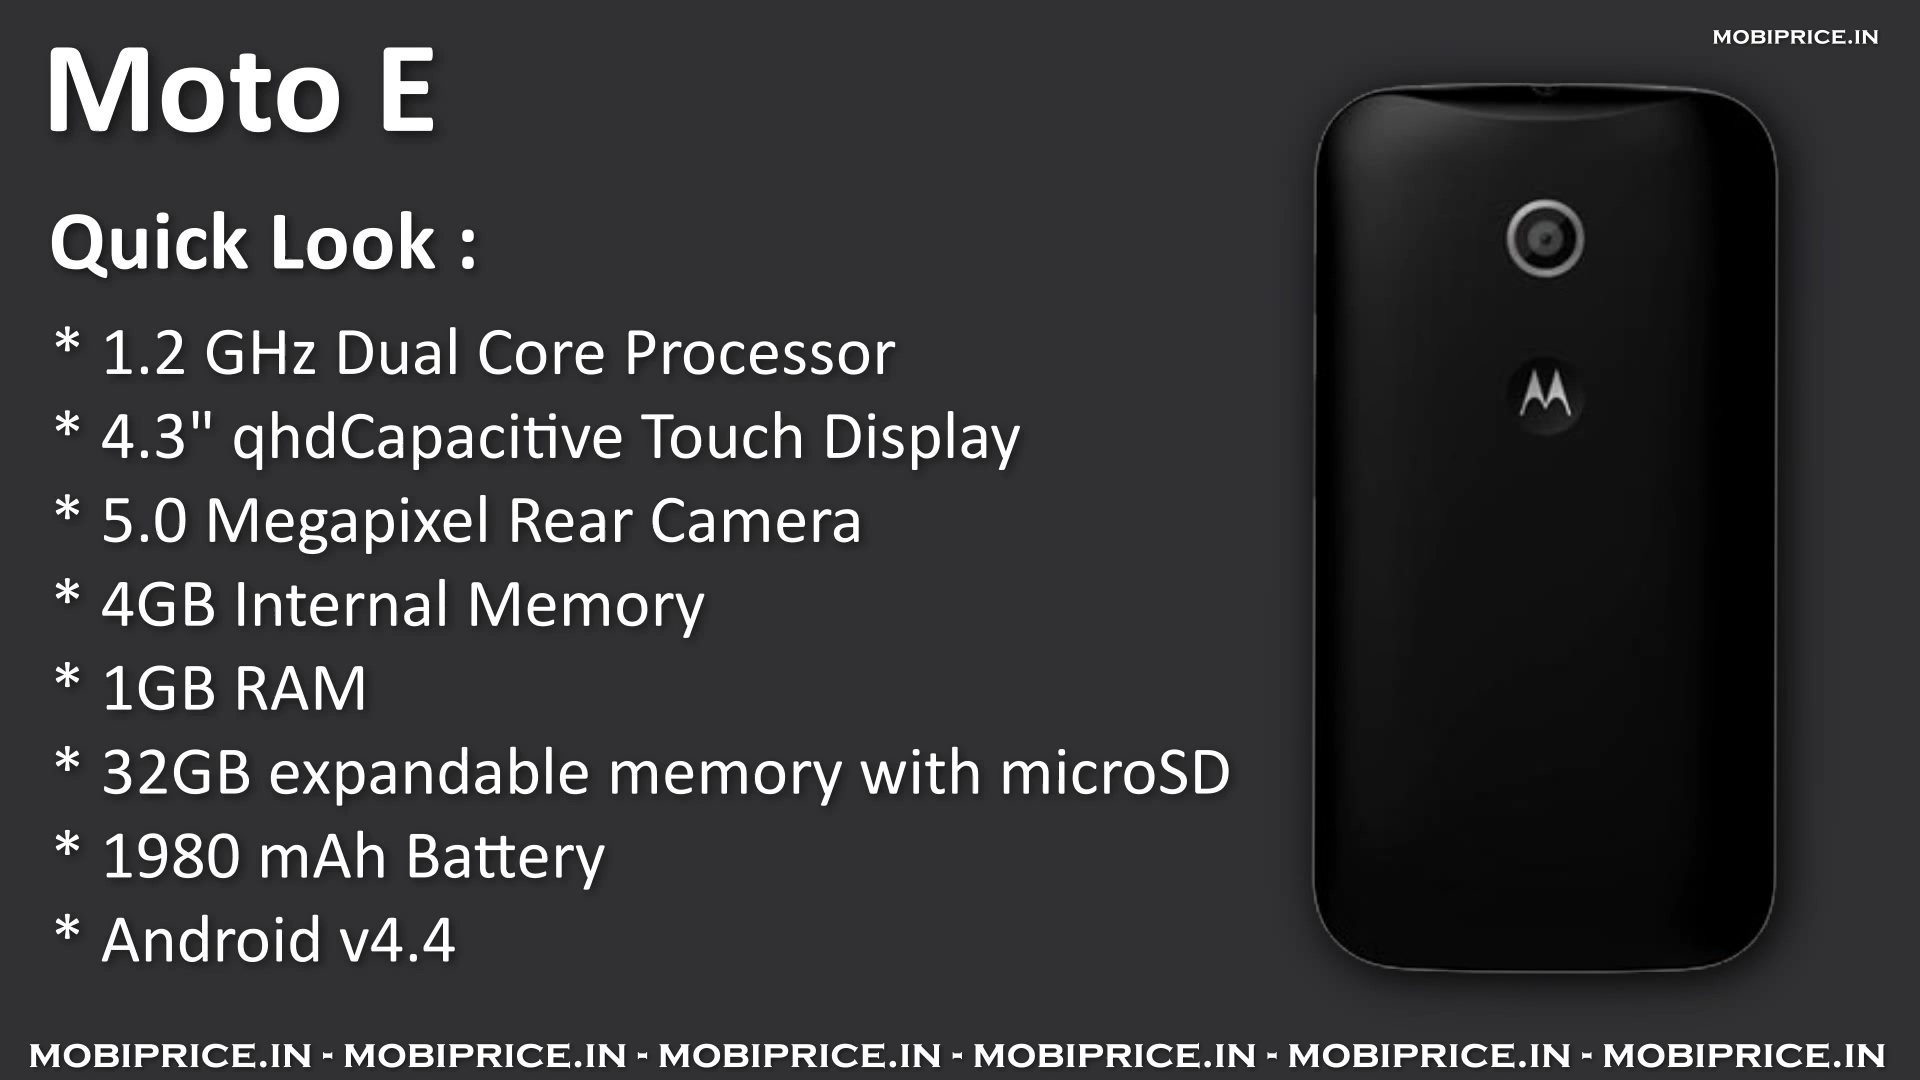 Moto E
MOBIPRICE.IN
Quick Look :
* 1.2 GHz Dual Core Processor
* 4.3" qhdCapacitive Touch Display
* 5.0 Megapixel Rear Camera
* 4GB Internal Memory
* 1GB RAM
* 32GB expandable memory with microSD
* 1980 mAh Battery
* Android v4.4
MOBIPRICE.IN - MOBIPRICE.IN - MOBIPRICE.IN - MOBIPRICE.IN - MOBIPRICE.IN - MOBIPRICE.IN